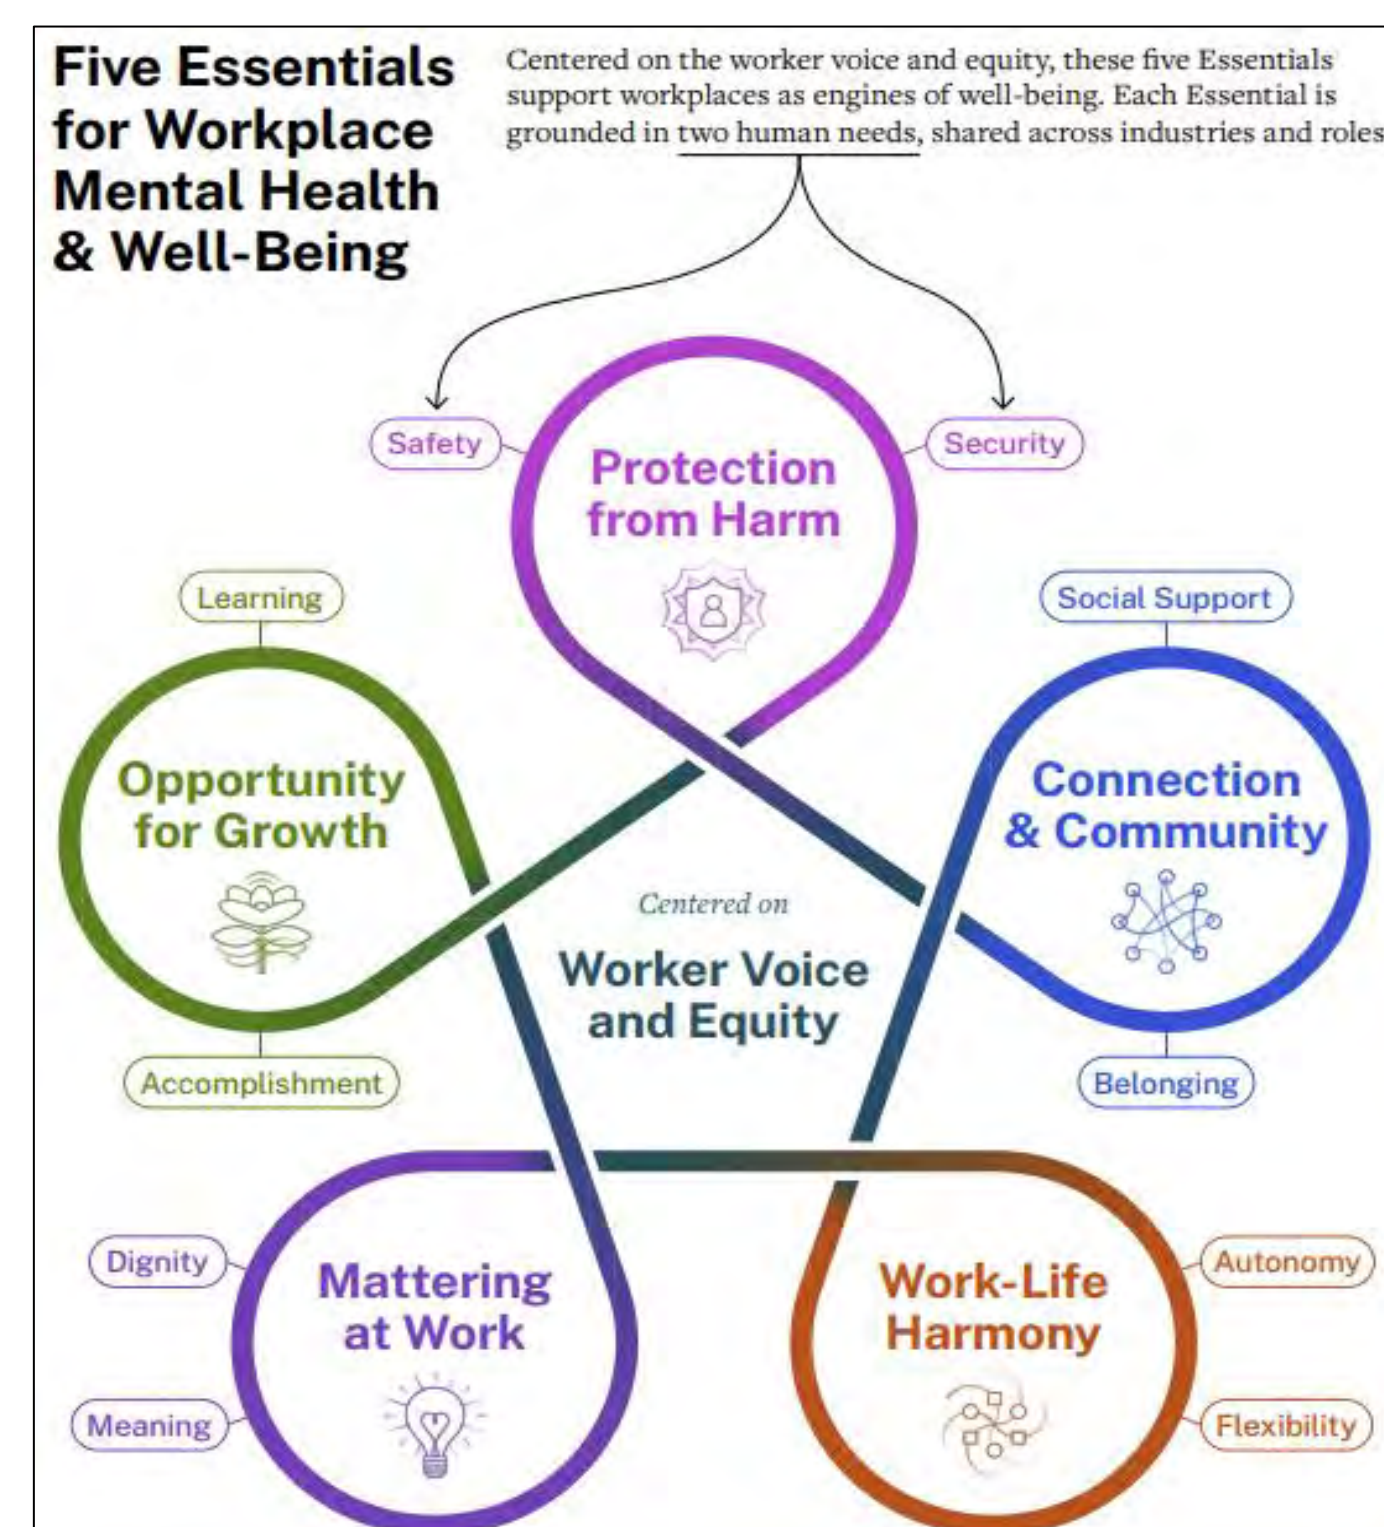 Five Essentials
for Workplace
Mental Health
& Well-Being
Centered on the worker voice and equity, these five Essentials
support workplaces as engines of well-being. Each Essential is
grounded in two human needs, shared across industries and roles
Safety
Security
Protection
from Harm
Learning
Social Support
Opportunity
for Growth
Connection
& Community
Centered on
Worker Voice
and Equity
Accomplishment
Belonging
Dignity
Autonomy
Mattering
at Work
Work-Life
Harmony
Meaning
Flexibility